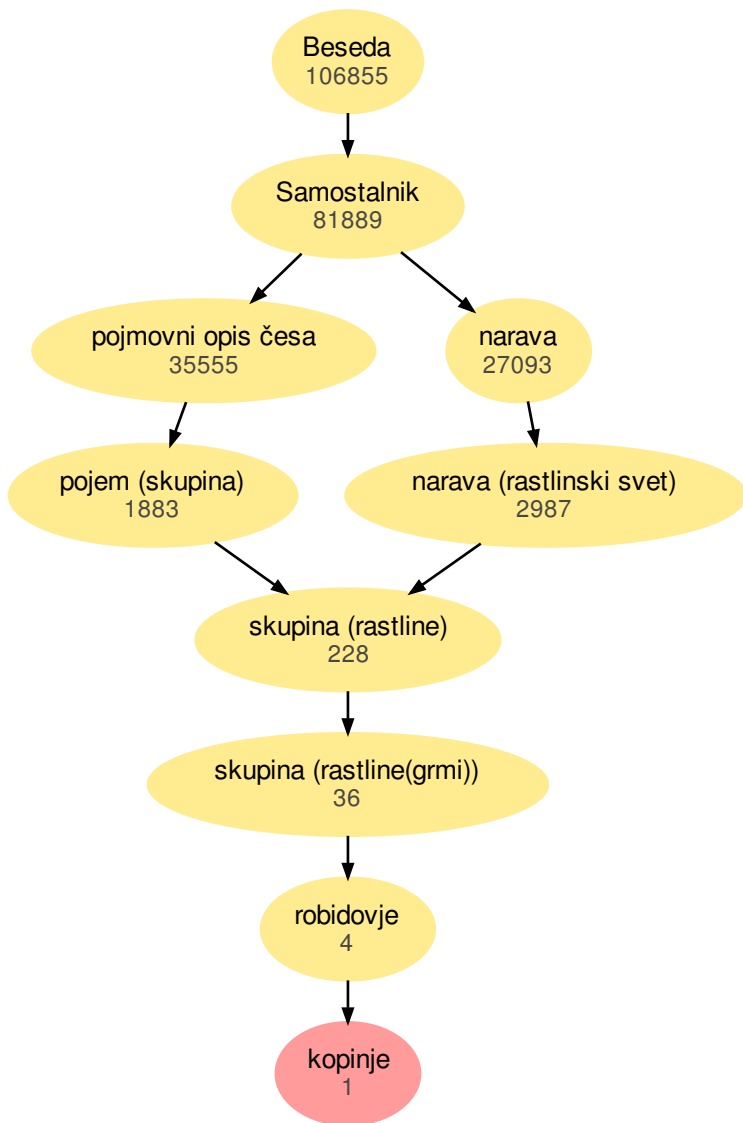 Beseda
106855
Samostalnik
81889
pojmovni opis česa
35555
narava
27093
pojem (skupina)
1883
narava (rastlinski svet)
2987
skupina (rastline)
228
skupina (rastline(grmi))
36
robidovje
4
kopinje
1